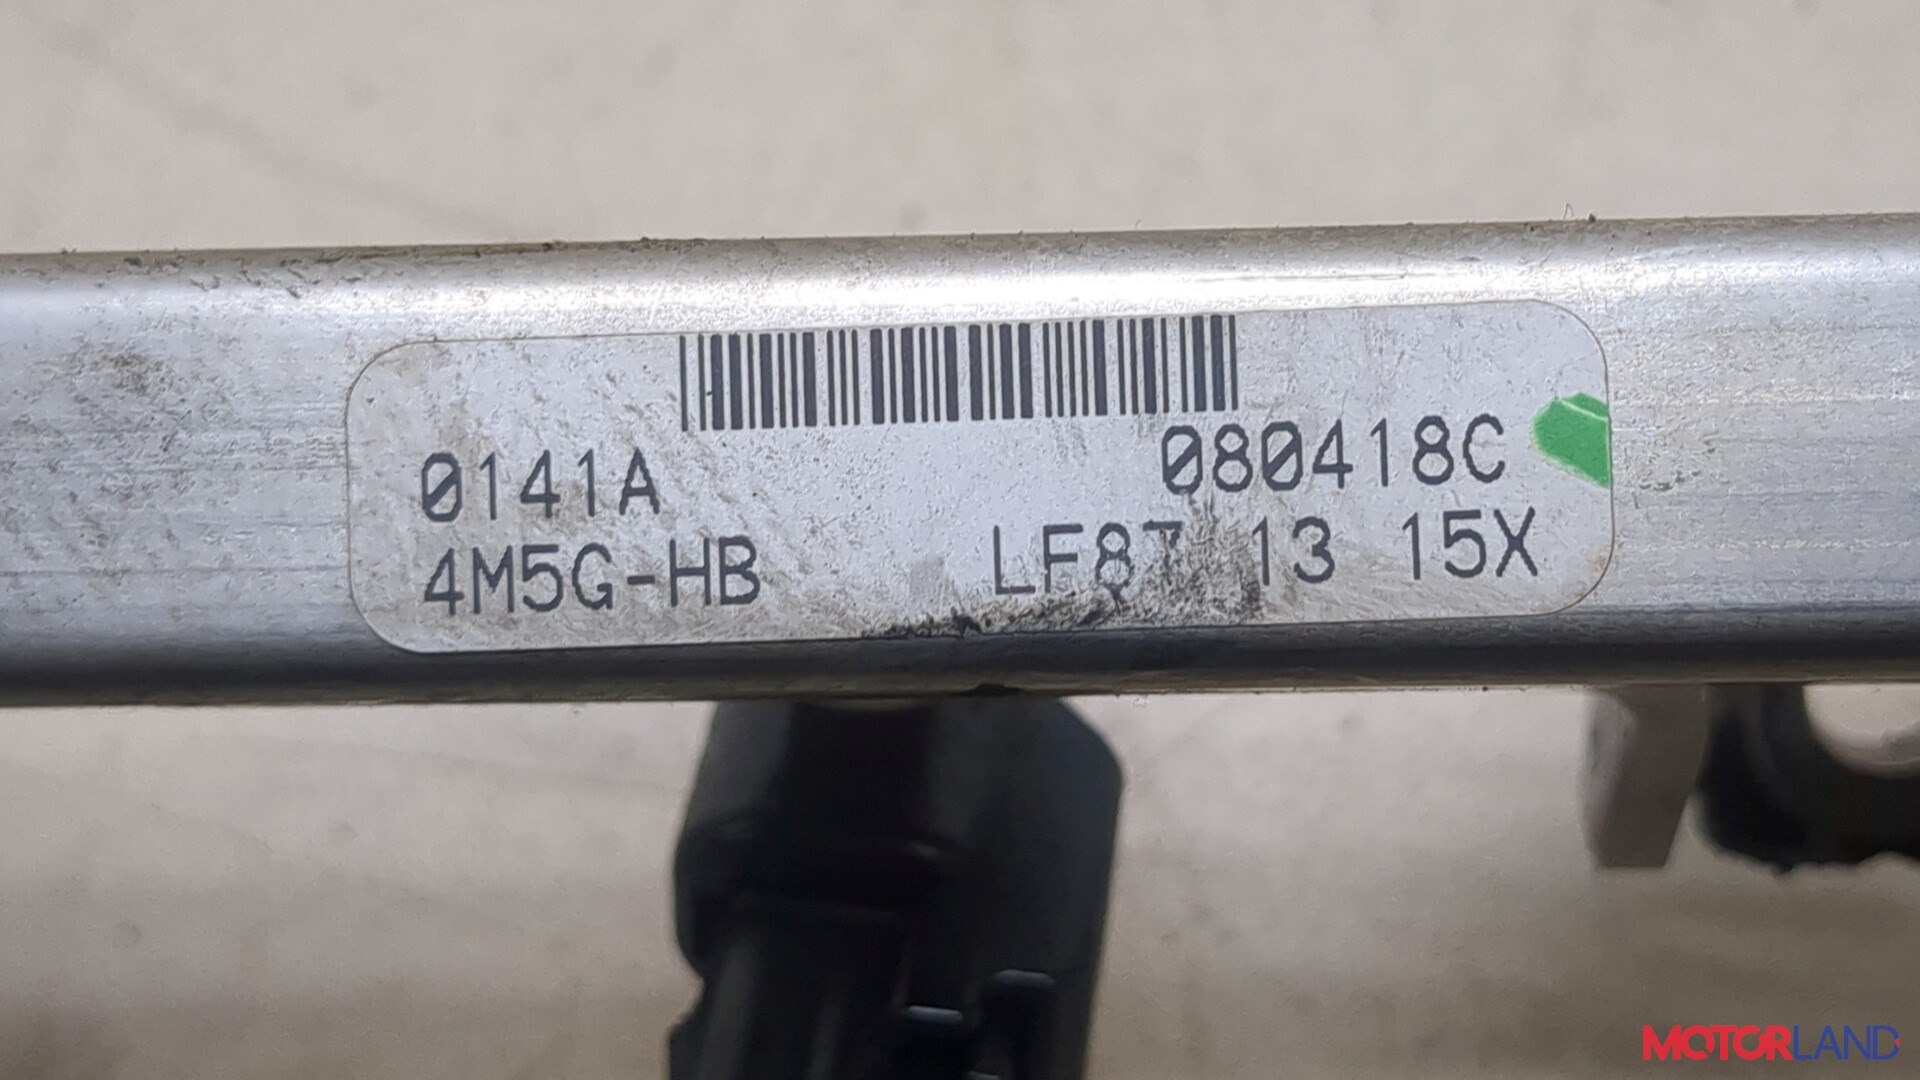 0141A 080418C
4M5G-HB LF8 13 15X
MOTORLAND